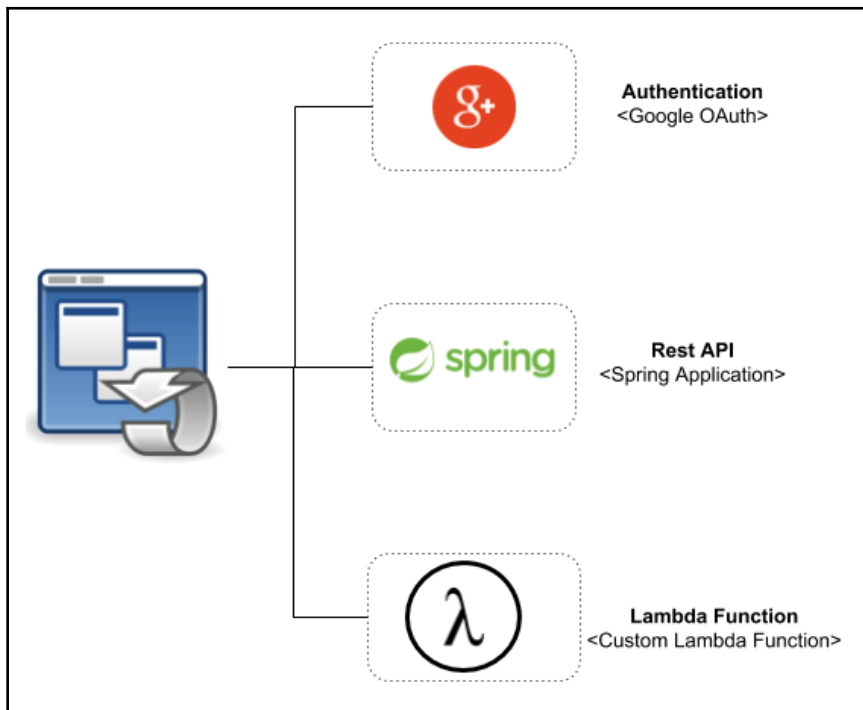 g+
Authentication
<Google OAuth>
spring
Rest API
<Spring Application>
λ
Lambda Function
<Custom Lambda Function>